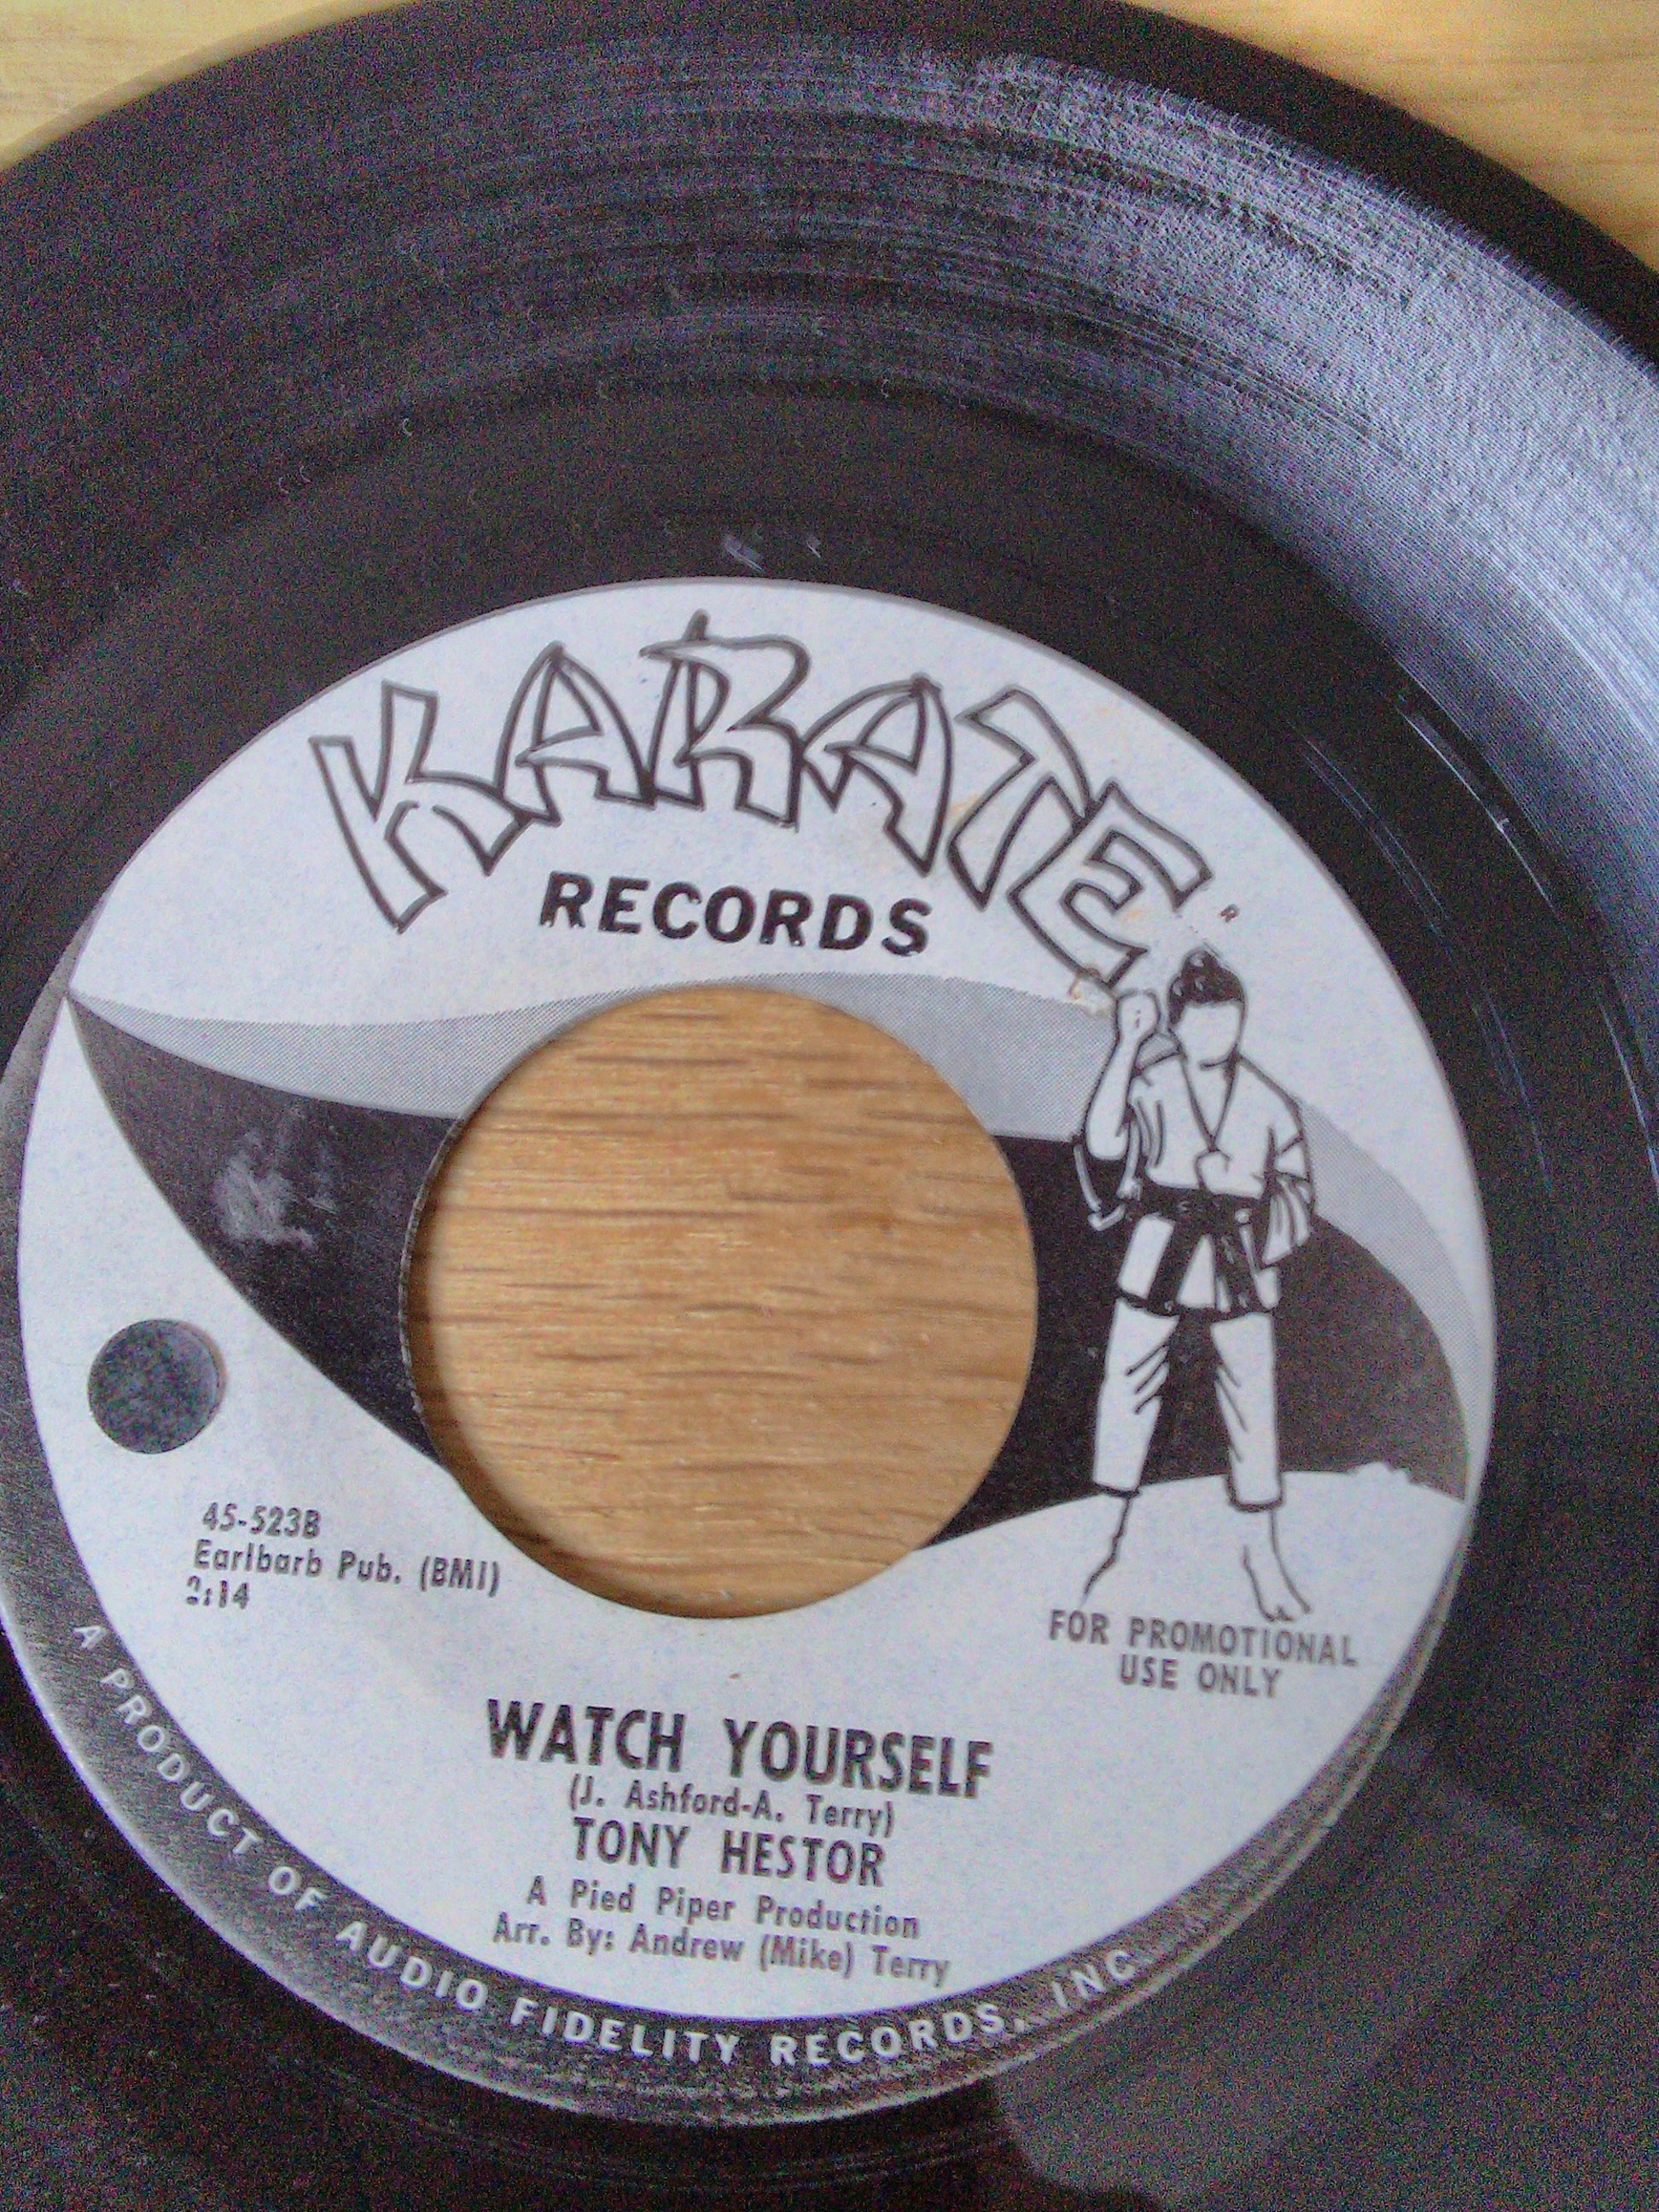 KARATE
RECORDS
R
45-523B
Earlbarb Pub. (BMI)
2:14
FOR PROMOTIONAL
USE ONLY
WATCH YOURSELF
(J. Ashford-A. Terry)
TONY HESTOR
A Pied Piper Production
Arr. By: Andrew (Mike) Terry
A PRODUCT OF AUDIO FIDELITY RECORDS, INC.